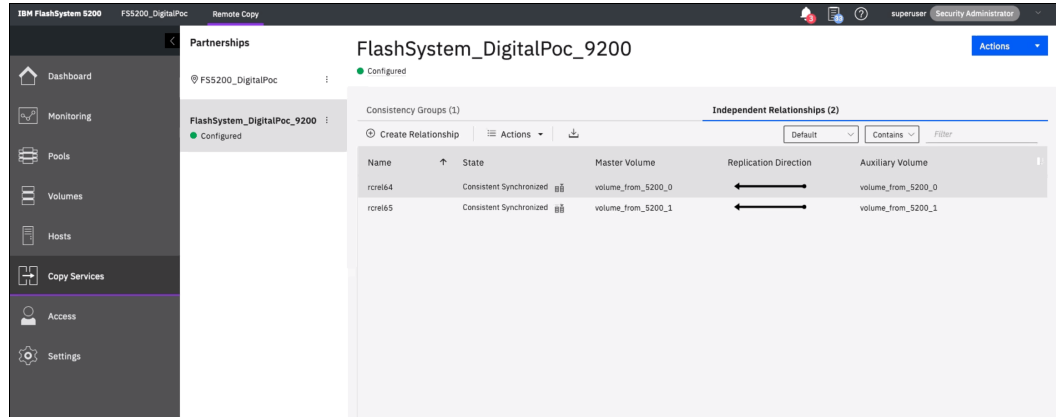 IBM FlashSystem 5200 FS5200_DigitalPoc Remote Copy 3 33 superuser Security Administrator
Dashboard
Monitoring
Pools
Volumes
Hosts
Copy Services
Access
Settings
Partnerships
FS5200_DigitalPoc
FlashSystem_DigitalPoc_9200
Configured
FlashSystem_DigitalPoc_9200
Configured
Actions
Consistency Groups (1) Independent Relationships (2)
Create Relationship Actions Default Contains Filter
Name State Master Volume Replication Direction Auxiliary Volume
rcrel64 Consistent Synchronized volume_from_5200_0 volume_from_5200_0
rcrel65 Consistent Synchronized volume_from_5200_1 volume_from_5200_1